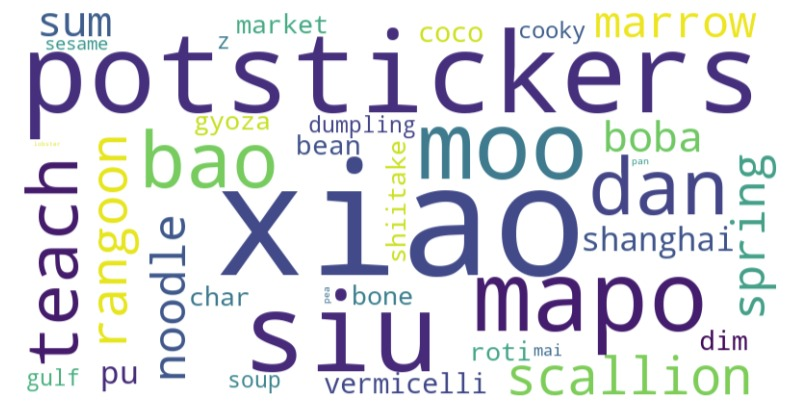 sum
market
coco
cooky
marrow
sesame
z
potstickers
gyoza
dumpling
moo
boba
lobster
bao
bean
shiitake
pan
teach
rangoon
xiao
dan
spring
noodle
shanghai
char
pea
bone
mapo
siu
dim
roti
mai
gulf
pu
soup
vermicelli
scallion